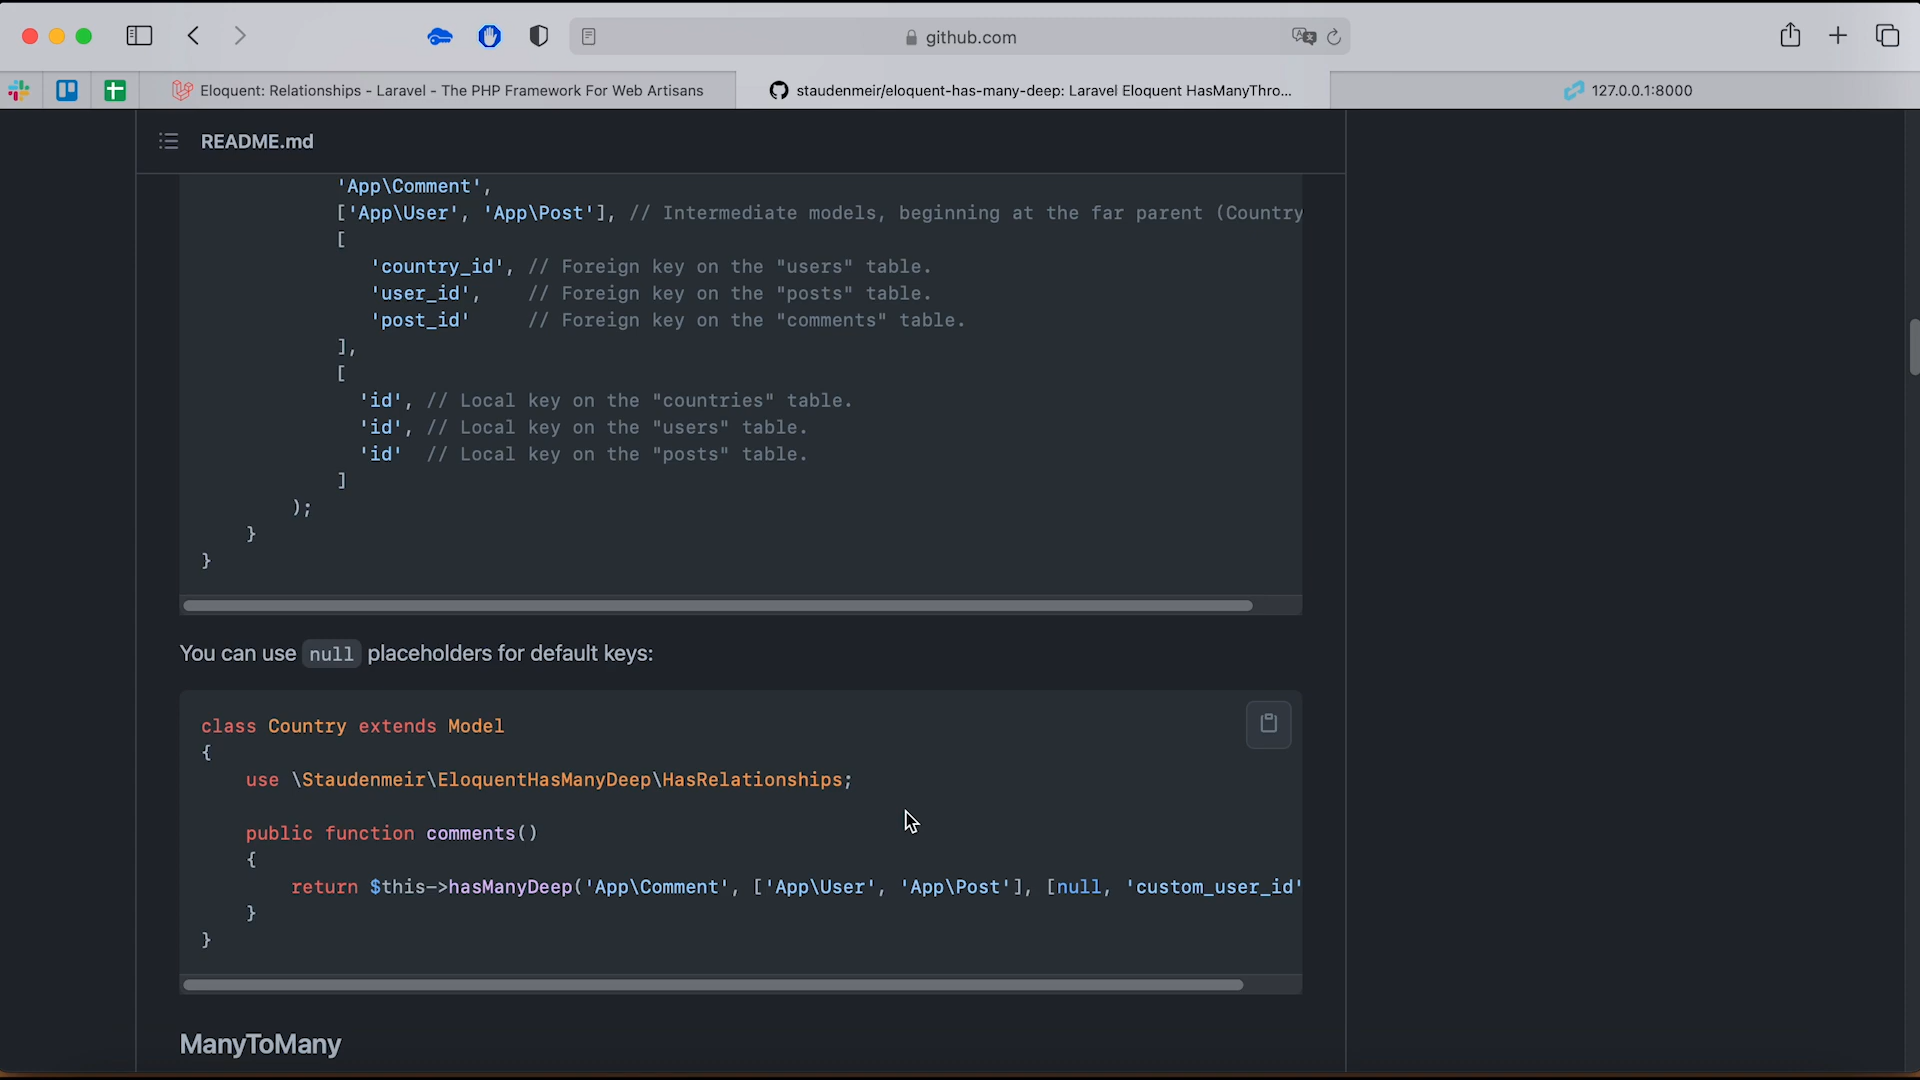 github.com
Eloquent: Relationships - Laravel - The PHP Framework For Web Artisans
staudenmeir/eloquent-has-many-deep: Laravel Eloquent HasManyThro...
127.0.0.1:8000
README.md
'App\Comment',
['App\User', 'App\Post'], // Intermediate models, beginning at the far parent (Country
[
'country_id', // Foreign key on the "users" table.
'user_id', // Foreign key on the "posts" table.
'post_id' // Foreign key on the "comments" table.
],
[
'id', // Local key on the "countries" table.
'id', // Local key on the "users" table.
'id' // Local key on the "posts" table.
]
);
}
}
You can use null placeholders for default keys:
class Country extends Model
{
use \Staudenmeir\EloquentHasManyDeep\HasRelationships;
public function comments()
{
return $this->hasManyDeep('App\Comment', ['App\User', 'App\Post'], [null, 'custom_user_id'
}
}
ManyToMany